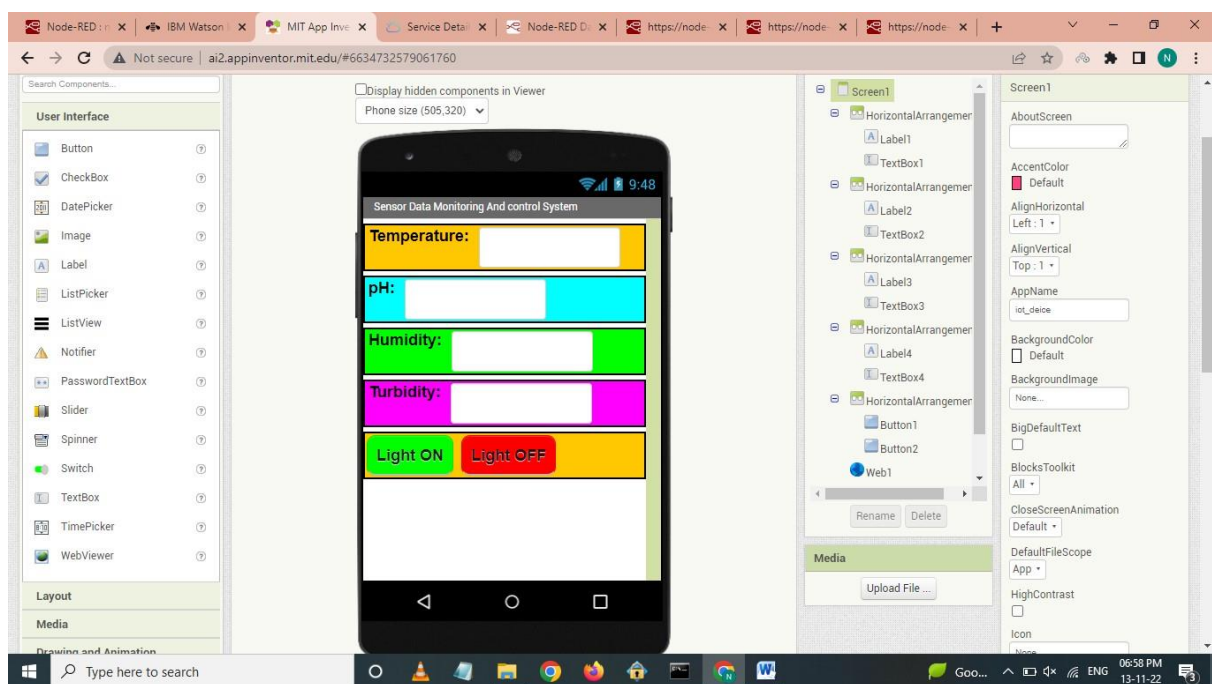 Node-RED : n
IBM Watson
MIT App Inve
Service Detai
Node-RED D
https://node-
https://node-
https://node-
Not secure | ai2.appinventor.mit.edu/#6634732579061760
N
Search Components...
User Interface
Button
CheckBox
DatePicker
Image
Label
ListPicker
ListView
Notifier
PasswordTextBox
Slider
Spinner
Switch
TextBox
TimePicker
WebViewer
Layout
Media
Drawing and Animation
Display hidden components in Viewer
Phone size (505,320)
9:48
Sensor Data Monitoring And control System
Temperature:
pH:
Humidity:
Turbidity:
Light ON Light OFF
Screen1
HorizontalArrangemer
Label1
TextBox1
HorizontalArrangemer
Label2
TextBox2
HorizontalArrangemer
Label3
TextBox3
HorizontalArrangemer
Label4
TextBox4
HorizontalArrangemer
Button1
Button2
Web1
Rename Delete
Media
Upload File ...
Screen1
AboutScreen
AccentColor
Default
AlignHorizontal
Left : 1
AlignVertical
Top : 1
AppName
iot_deice
BackgroundColor
Default
BackgroundImage
None...
BigDefaultText
BlocksToolkit
All
CloseScreenAnimation
Default
DefaultFileScope
App
HighContrast
Icon
None...
Type here to search
Goo...
ENG
06:58 PM
13-11-22
3